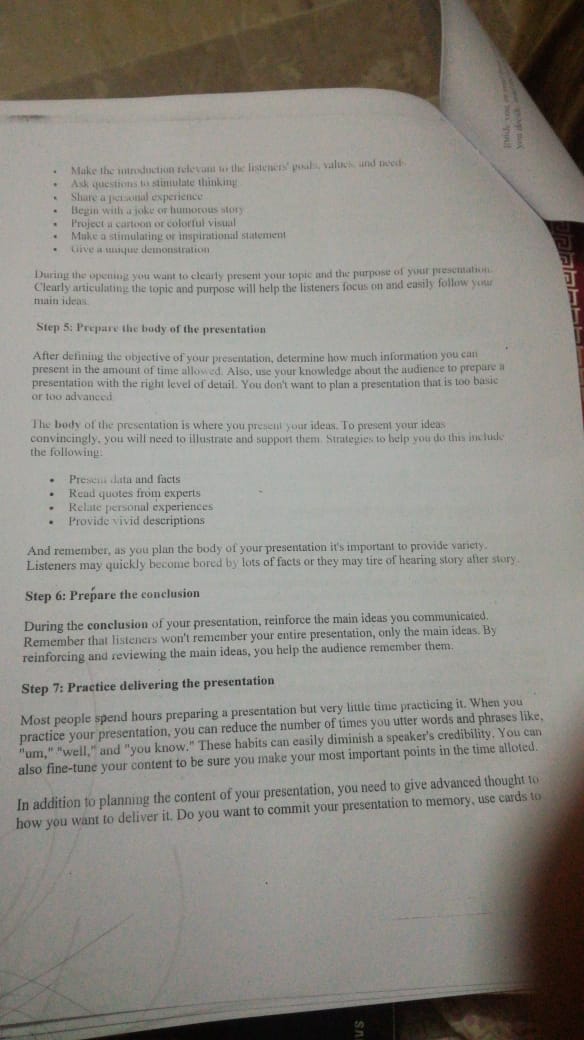 • Make the introduction relevant to the listeners' goals, values, and needs
• Ask questions to stimulate thinking
• Share a personal experience
• Begin with a joke or humorous story
• Project a cartoon or colorful visual
• Make a stimulating or inspirational statement
• Give a unique demonstration
During the opening you want to clearly present your topic and the purpose of your presentation.
Clearly articulating the topic and purpose will help the listeners focus on and easily follow your
main ideas.
Step 5: Prepare the body of the presentation
After defining the objective of your presentation, determine how much information you can
present in the amount of time allowed. Also, use your knowledge about the audience to prepare a
presentation with the right level of detail. You don't want to plan a presentation that is too basic
or too advanced.
The body of the presentation is where you present your ideas. To present your ideas
convincingly, you will need to illustrate and support them. Strategies to help you do this include
the following:
• Present data and facts
• Read quotes from experts
• Relate personal experiences
• Provide vivid descriptions
And remember, as you plan the body of your presentation it's important to provide variety.
Listeners may quickly become bored by lots of facts or they may tire of hearing story after story.
Step 6: Prepare the conclusion
During the conclusion of your presentation, reinforce the main ideas you communicated.
Remember that listeners won't remember your entire presentation, only the main ideas. By
reinforcing and reviewing the main ideas, you help the audience remember them.
Step 7: Practice delivering the presentation
Most people spend hours preparing a presentation but very little time practicing it. When you
practice your presentation, you can reduce the number of times you utter words and phrases like,
"um," "well," and "you know." These habits can easily diminish a speaker's credibility. You can
also fine-tune your content to be sure you make your most important points in the time alloted.
In addition to planning the content of your presentation, you need to give advanced thought to
how you want to deliver it. Do you want to commit your presentation to memory, use cards to